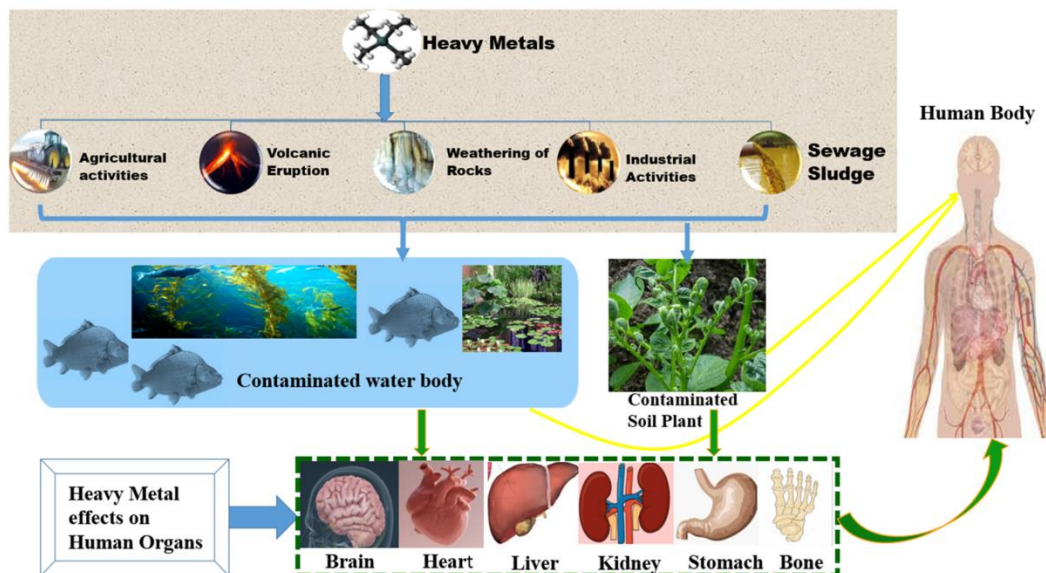 Heavy Metals
Agricultural
activities
Volcanic
Eruption
Weathering of
Rocks
Industrial
Activities
Sewage
Sludge
Human Body
Contaminated water body
Contaminated
Soil Plant
Heavy Metal
effects on
Human Organs
Brain
Heart
Liver
Kidney
Stomach
Bone